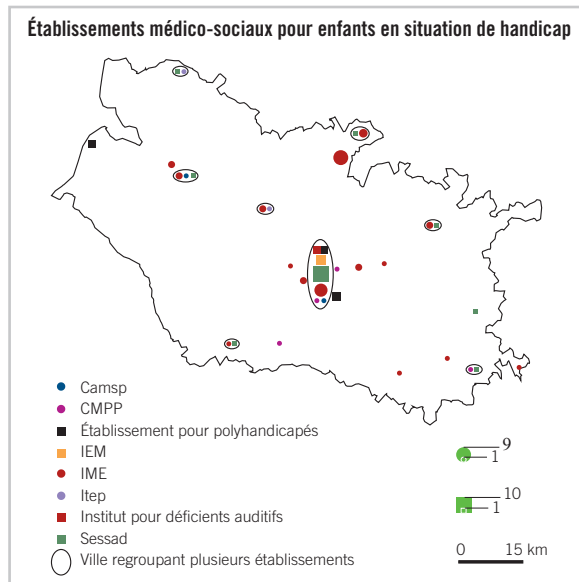 Établissements médico-sociaux pour enfants en situation de handicap
Camsp
CMPP
Établissement pour polyhandicapés
IEM
IME
Itep
Institut pour déficients auditifs
Sessad
Ville regroupant plusieurs établissements
9
1
10
1
0 15 km